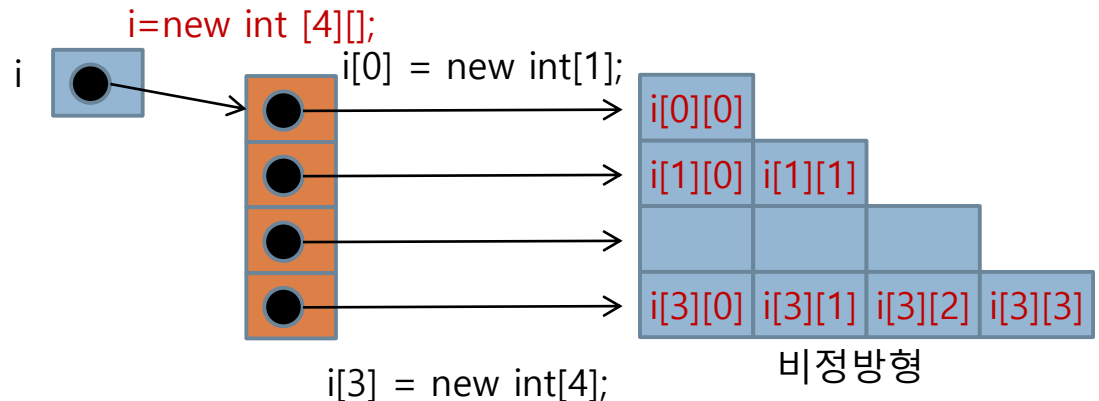 i=new int [4][];
i
i[0] = new int[1];
i[0][0]
i[1][0] i[1][1]
i[3][0] i[3][1] i[3][2] i[3][3]
비정방형
i[3] = new int[4];